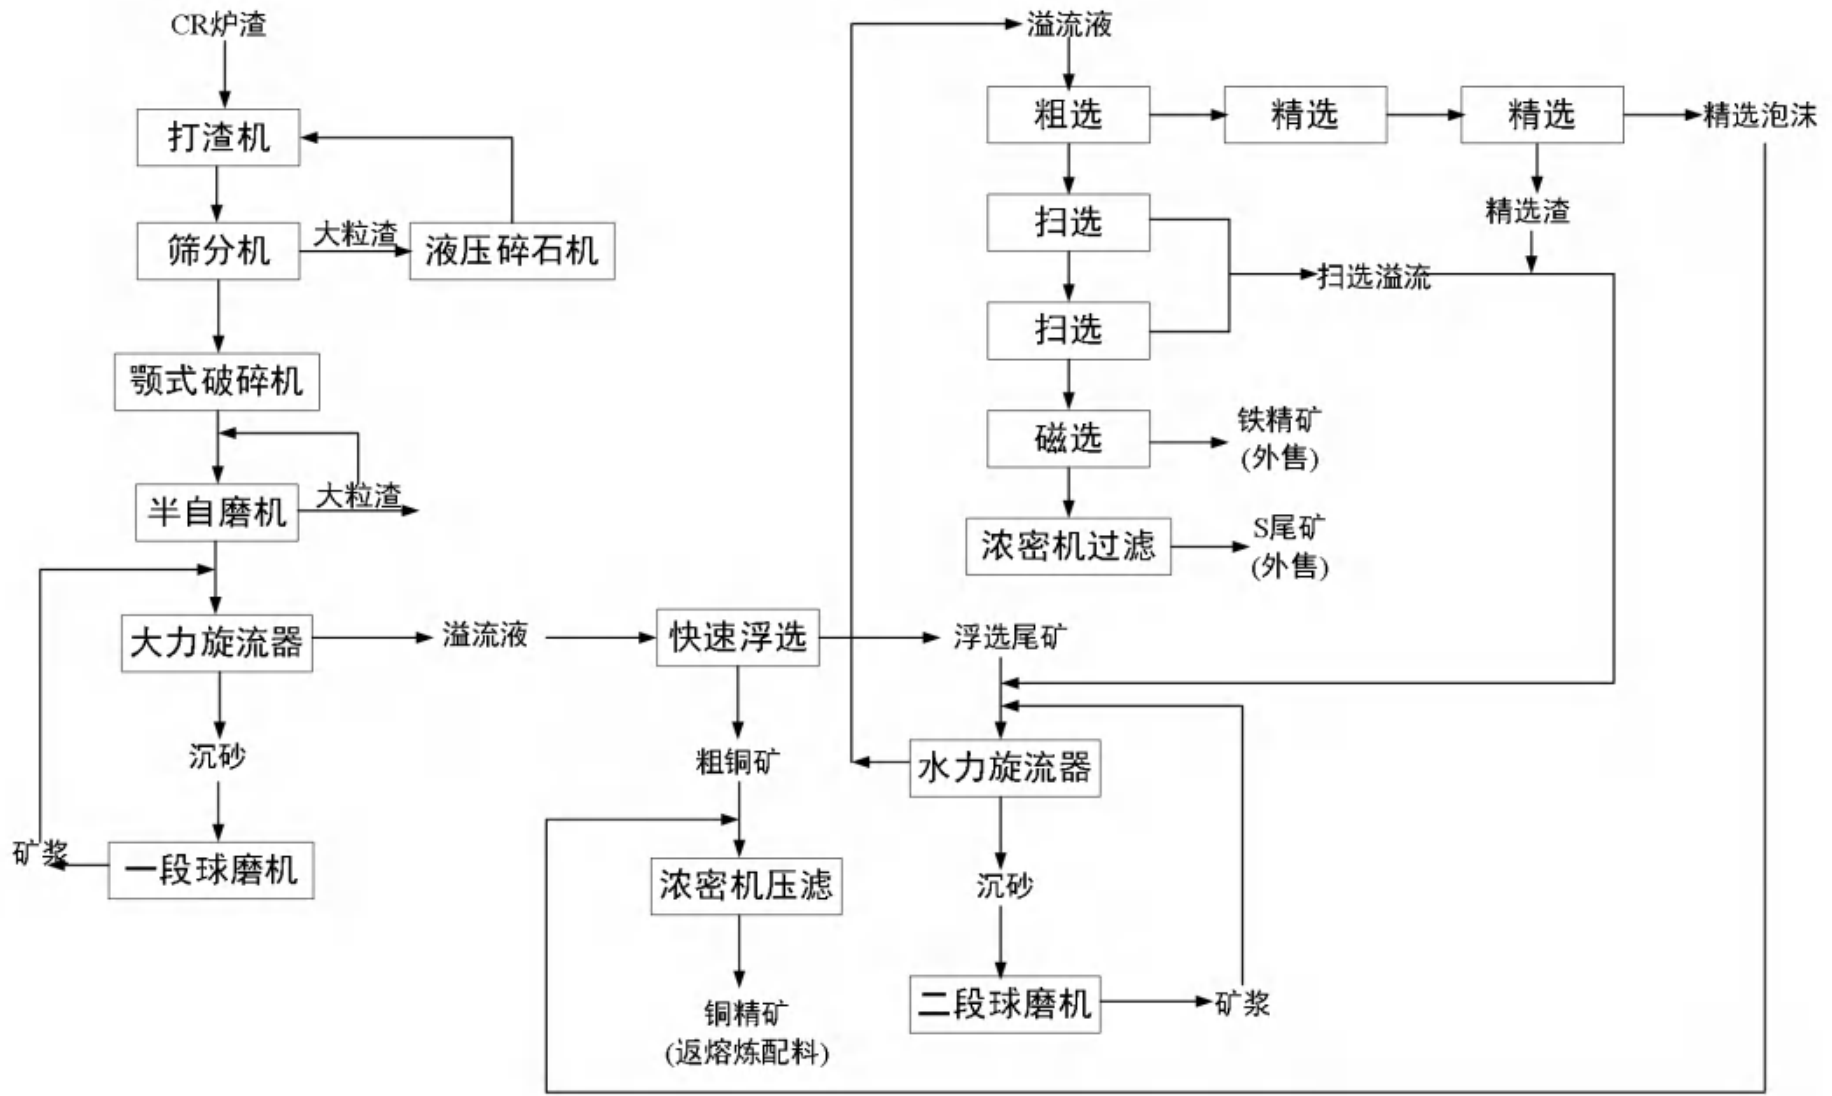 CR炉渣
打渣机
筛分机
大粒渣
液压碎石机
颚式破碎机
半自磨机
大粒渣
大力旋流器
溢流液
沉砂
一段球磨机
矿浆
快速浮选
浮选尾矿
粗铜矿
浓密机压滤
铜精矿
(返熔炼配料)
水力旋流器
沉砂
二段球磨机
矿浆
溢流液
粗选
精选
精选
精选泡沫
精选渣
扫选
扫选溢流
扫选
磁选
铁精矿
(外售)
浓密机过滤
S尾矿
(外售)